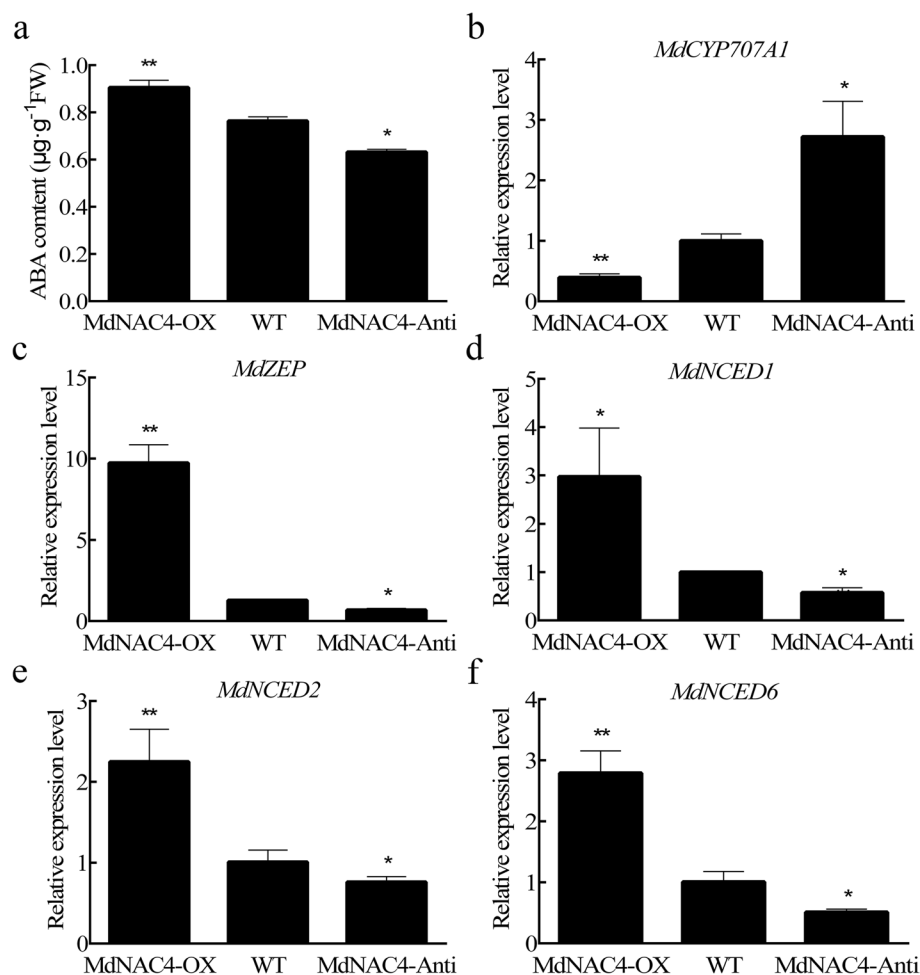 a
ABA comtent (μg·g⁻¹FW)
1.0
0.8
0.6
0.4
0.2
0.0
**
*
MdNAC4-OX WT MdNAC4-Anti
b
MdCYP707A1
Relative expression level
4
3
2
1
0
**
*
MdNAC4-OX WT MdNAC4-Anti
c
MdZEP
Relative expression level
15
10
5
0
**
*
MdNAC4-OX WT MdNAC4-Anti
d
MdNCED1
Relative expression level
5
4
3
2
1
0
*
*
MdNAC4-OX WT MdNAC4-Anti
e
MdNCED2
Relative expression level
3
2
1
0
**
*
MdNAC4-OX WT MdNAC4-Anti
f
MdNCED6
Relative expression level
4
3
2
1
0
**
*
MdNAC4-OX WT MdNAC4-Anti